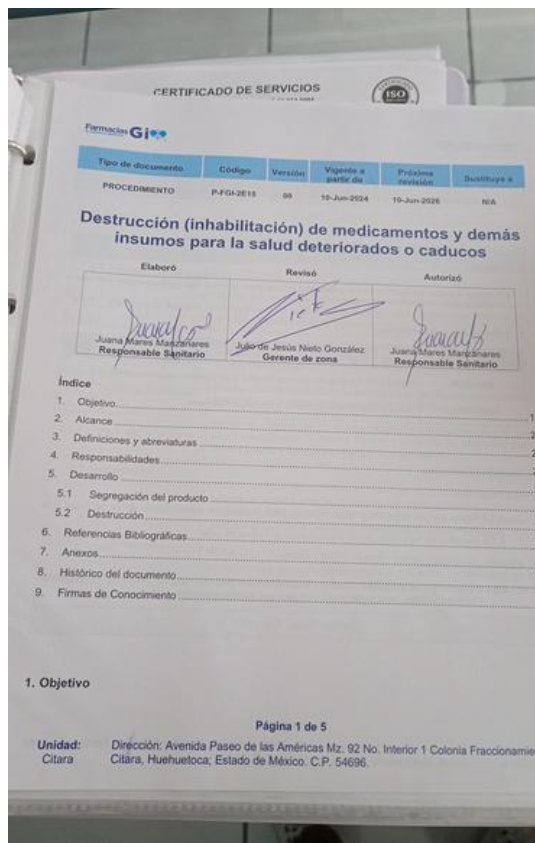 CERTIFICADO DE SERVICIOS
ISO
Farmacias Gi
Tipo de documento Código Versión Vigente a partir de Próxima revisión Sustituye a
PROCEDIMIENTO P-FGI-2E15 00 10-Jun-2024 10-Jun-2026 N/A
Destrucción (inhabilitación) de medicamentos y demás
insumos para la salud deteriorados o caducos
Elaboró Revisó Autorizó
Juana Mares Manzanares Julio de Jesús Nieto González Juana Mares Manzanares
Responsable Sanitario Gerente de zona Responsable Sanitario
Índice
1. Objetivo 1
2. Alcance 2
3. Definiciones y abreviaturas 2
4. Responsabilidades
5. Desarrollo
5.1 Segregación del producto
5.2 Destrucción
6. Referencias Bibliográficas
7. Anexos
8. Histórico del documento
9. Firmas de Conocimiento
1. Objetivo
Página 1 de 5
Unidad: Dirección: Avenida Paseo de las Américas Mz. 92 No. Interior 1 Colonia Fraccionamie
Citara Citara, Huehuetoca; Estado de México. C.P. 54696.